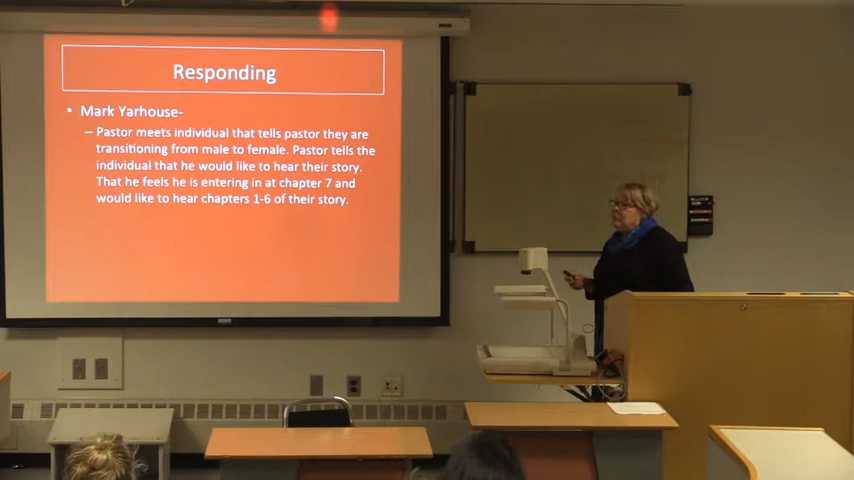 Responding
• Mark Yarhouse-
– Pastor meets individual that tells pastor they are
transitioning from male to female. Pastor tells the
individual that he would like to hear their story.
That he feels he is entering in at chapter 7 and
would like to hear chapters 1-6 of their story.